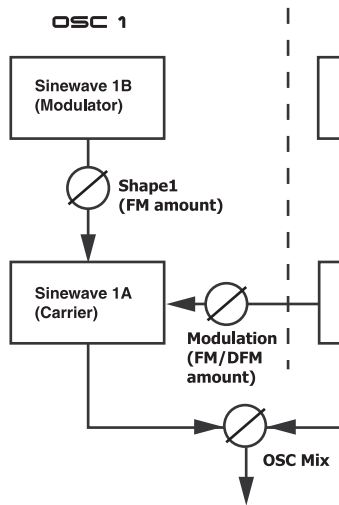 OSC 1
Sinewave 1B
(Modulator)
Shape1
(FM amount)
Sinewave 1A
(Carrier)
Modulation
(FM/DFM
amount)
OSC Mix